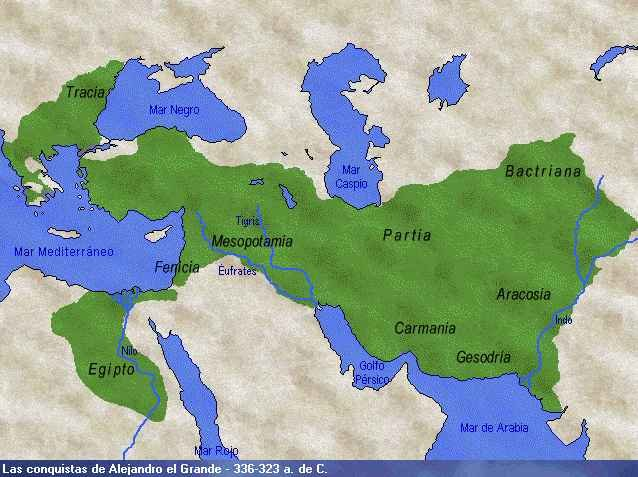 Tracia
Mar Negro
Mar
Caspio
Bactriana
Tigris
Partia
Mesopotamia
Mar Mediterráneo
Fenicia
Éufrates
Aracosia
Indo
Carmania
Nilo
Gesodria
Golfo
Pérsico
Egipto
Mar de Arabia
Mar Rojo
Las conquistas de Alejandro el Grande - 336-323 a. de C.